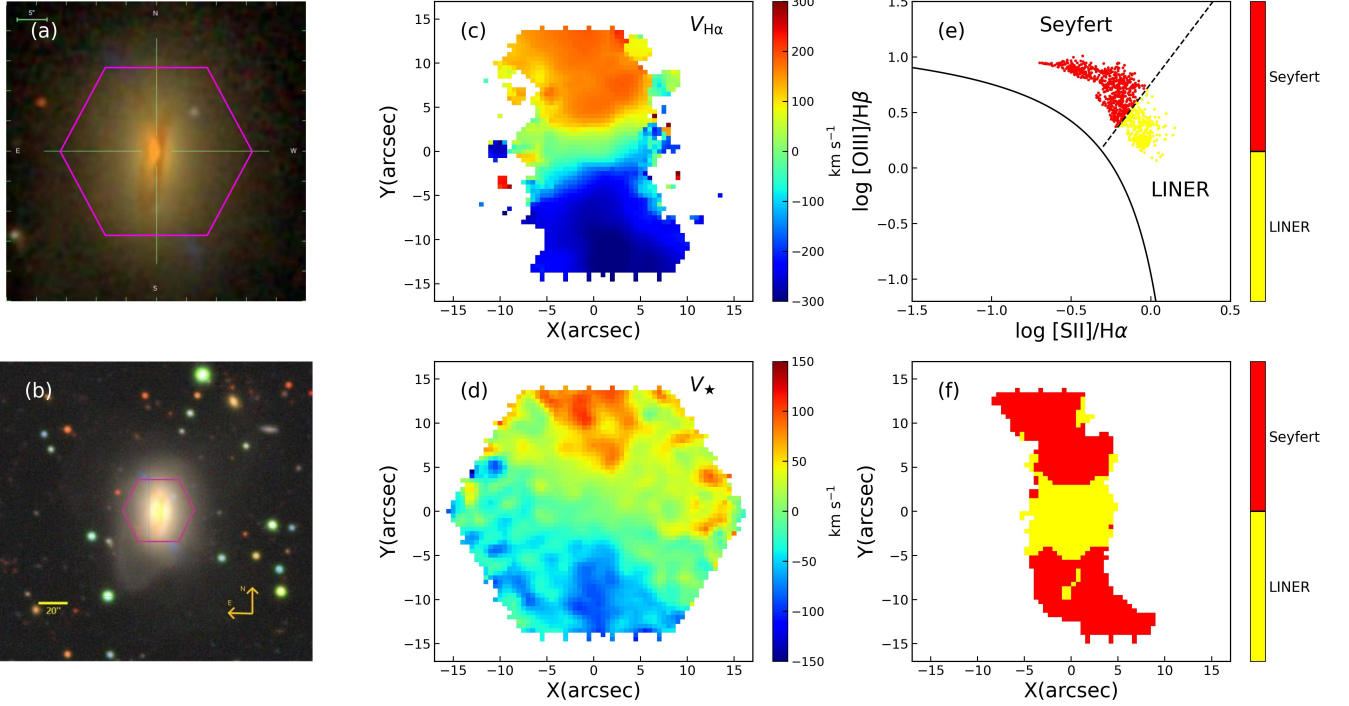 5"
(a)
N
E
W
S
(b)
20"
N
E
(c)
V_Hα
Y(arcsec)
15
10
5
0
−5
−10
−15
−15
−10
−5
0
5
10
15
X(arcsec)
300
200
100
0
−100
−200
−300
km s⁻¹
(d)
V★
Y(arcsec)
15
10
5
0
−5
−10
−15
−15
−10
−5
0
5
10
15
X(arcsec)
150
100
50
0
−50
−100
−150
km s⁻¹
(e)
Seyfert
LINER
log [OIII]/Hβ
1.5
1.0
0.5
0.0
−0.5
−1.0
−1.5
−1.0
−0.5
0.0
0.5
log [SII]/Hα
Seyfert
LINER
(f)
Y(arcsec)
15
10
5
0
−5
−10
−15
−15
−10
−5
0
5
10
15
X(arcsec)
Seyfert
LINER